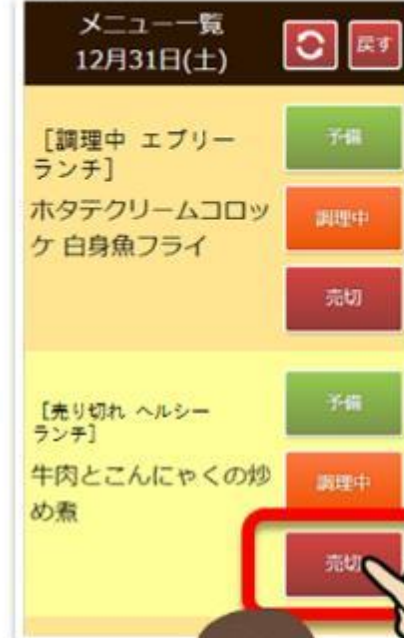 メニュー一覧
12月31日(土)
戻す
[調理中 エブリー
ランチ]
ホタテクリームコロッ
ケ 白身魚フライ
予備
調理中
売切
[売り切れ ヘルシー
ランチ]
牛肉とこんにゃくの炒
め煮
予備
調理中
売切